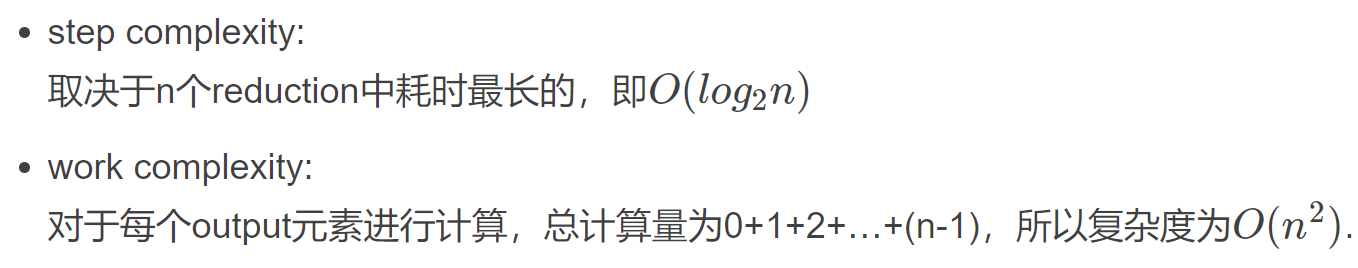 • step complexity:
取决于n个reduction中耗时最长的，即O(log₂n)
• work complexity:
对于每个output元素进行计算，总计算量为0+1+2+…+(n-1)，所以复杂度为O(n²).